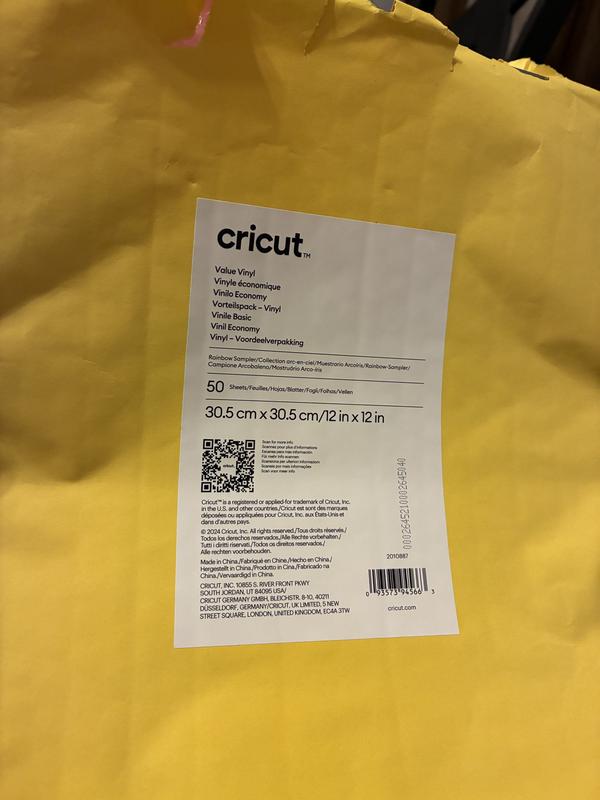 cricut™
Value Vinyl
Vinyle économique
Vinilo Economy
Vorteilspack – Vinyl
Vinile Basic
Vinil Economy
Vinyl – Voordeelverpakking
Rainbow Sampler/Collection arc-en-ciel/Muestrario Arcoíris/Rainbow-Sampler/
Campione Arcobaleno/Mostruário Arco-íris
50 Sheets/Feuilles/Hojas/Blätter/Fogli/Folhas/Vellen
30.5 cm x 30.5 cm/12 in x 12 in
cricut
Scan for more info
Scannez pour plus d'informations
Escanea para más información
Für mehr Info scannen
Scansiona per ulteriori informazioni
Scaneie por mais informações
Scan voor meer info
Cricut™ is a registered or applied-for trademark of Cricut, Inc.
in the U.S. and other countries./Cricut est sont des marques
déposées ou appliquées pour Cricut, Inc. aux États-Unis et
dans d'autres pays.
© 2024 Cricut, Inc. All rights reserved./Tous droits réservés./
Todos los derechos reservados./Alle Rechte vorbehalten./
Tutti i diritti riservati./Todos os direitos reservados./
Alle rechten voorbehouden.
Made in China./Fabriqué en Chine./Hecho en China./
Hergestellt in China./Prodotto in Cina./Fabricado na
China./Vervaardigd in China.
CRICUT, INC. 10855 S. RIVER FRONT PKWY
SOUTH JORDAN, UT 84095 USA/
CRICUT GERMANY GMBH, BLEICHSTR. 8-10, 40211
DÜSSELDORF, GERMANY/CRICUT, UK LIMITED, 5 NEW
STREET SQUARE, LONDON, UNITED KINGDOM, EC4A 3TW
0002645210002645040
2010887
0 93573 94566 3
cricut.com